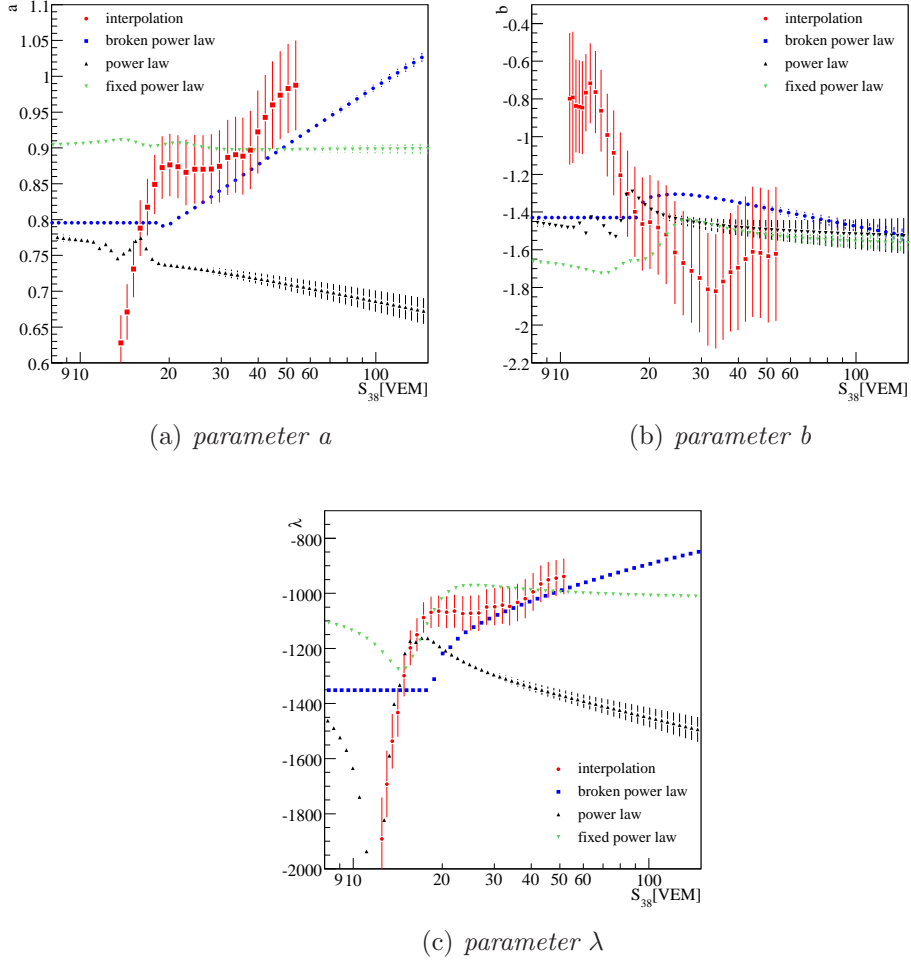 a
1.1
1.05
1
0.95
0.9
0.85
0.8
0.75
0.7
0.65
0.6
interpolation
broken power law
power law
fixed power law
9 10 20 30 40 50 60 100
S38[VEM]
(a) parameter a
b
-0.4
-0.6
-0.8
-1
-1.2
-1.4
-1.6
-1.8
-2
-2.2
interpolation
broken power law
power law
fixed power law
9 10 20 30 40 50 60 100
S38[VEM]
(b) parameter b
λ
-800
-1000
-1200
-1400
-1600
-1800
-2000
interpolation
broken power law
power law
fixed power law
9 10 20 30 40 50 60 100
S38[VEM]
(c) parameter λ